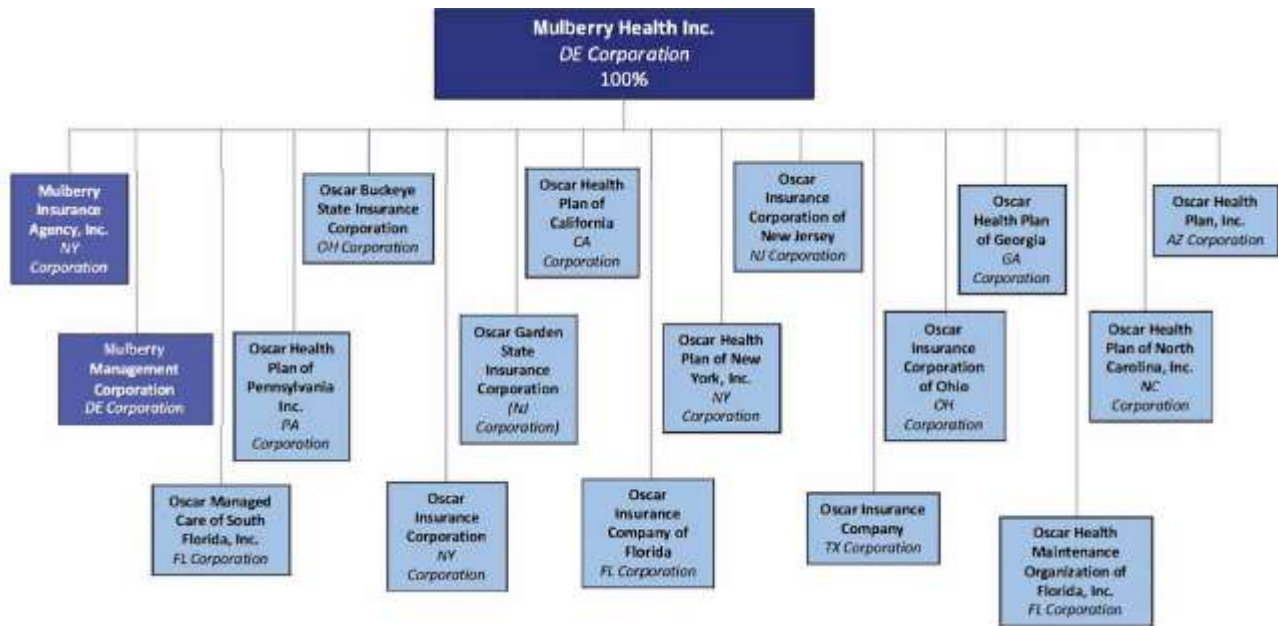 Mulberry Health Inc.
DE Corporation
100%
Mulberry
Insurance
Agency, Inc.
NY
Corporation
Oscar Buckeye
State Insurance
Corporation
OH Corporation
Oscar Health
Plan of
California
CA
Corporation
Oscar
Insurance
Corporation of
New Jersey
NJ Corporation
Oscar
Health Plan
of Georgia
GA
Corporation
Oscar Health
Plan, Inc.
AZ Corporation
Mulberry
Management
Corporation
DE Corporation
Oscar Health
Plan of
Pennsylvania
Inc.
PA
Corporation
Oscar Garden
State
Insurance
Corporation
(NJ
Corporation)
Oscar Health
Plan of New
York, Inc.
NY
Corporation
Oscar
Insurance
Corporation
of Ohio
OH
Corporation
Oscar Health
Plan of North
Carolina, Inc.
NC
Corporation
Oscar Managed
Care of South
Florida, Inc.
FL Corporation
Oscar
Insurance
Corporation
NY
Corporation
Oscar
Insurance
Company of
Florida
FL Corporation
Oscar Insurance
Company
TX Corporation
Oscar Health
Maintenance
Organization of
Florida, Inc.
FL Corporation